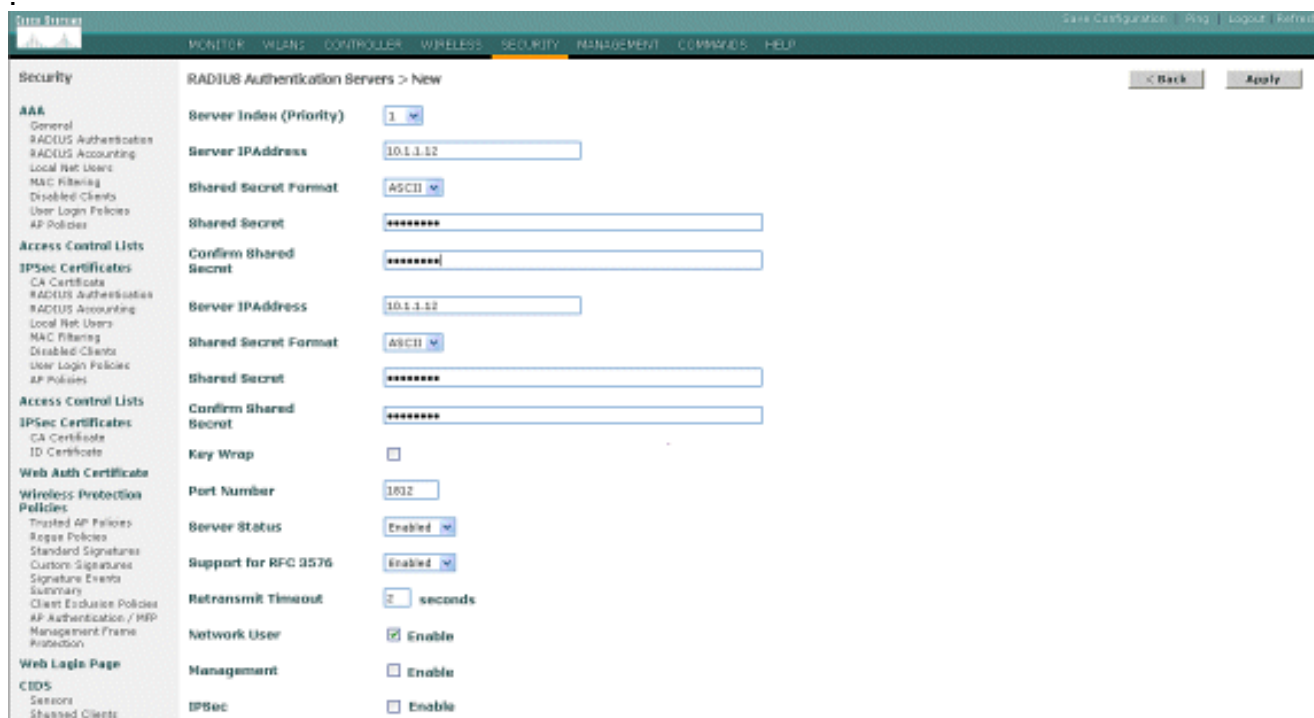 .
Cisco Systems
Save Configuration | Ping | Logout | Refresh
MONITOR WLANs CONTROLLER WIRELESS SECURITY MANAGEMENT COMMANDS HELP
Security
AAA
General
RADIUS Authentication
RADIUS Accounting
Local Net Users
MAC Filtering
Disabled Clients
User Login Policies
AP Policies
Access Control Lists
IPSec Certificates
CA Certificate
RADIUS Authentication
RADIUS Accounting
Local Net Users
MAC Filtering
Disabled Clients
User Login Policies
AP Policies
Access Control Lists
IPSec Certificates
CA Certificate
ID Certificate
Web Auth Certificate
Wireless Protection
Policies
Trusted AP Policies
Rogue Policies
Standard Signatures
Custom Signatures
Signature Events
Summary
Client Exclusion Policies
AP Authentication / MFP
Management Frame
Protection
Web Login Page
CIDS
Sensors
Shunned Clients
RADIUS Authentication Servers > New
< Back
Apply
Server Index (Priority) 1
Server IPAddress 10.1.1.12
Shared Secret Format ASCII
Shared Secret ••••••••
Confirm Shared
Secret ••••••••
Server IPAddress 10.1.1.12
Shared Secret Format ASCII
Shared Secret ••••••••
Confirm Shared
Secret ••••••••
Key Wrap
Port Number 1812
Server Status Enabled
Support for RFC 3576 Enabled
Retransmit Timeout 2 seconds
Network User Enable
Management Enable
IPSec Enable